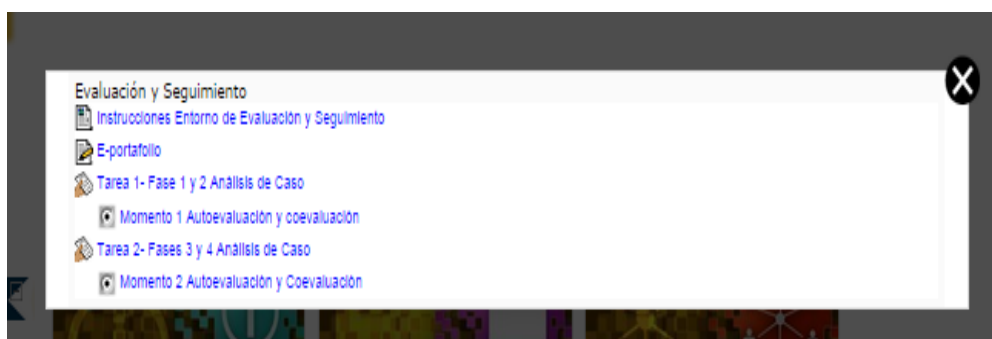 Evaluación y Seguimiento
Instrucciones Entorno de Evaluación y Seguimiento
E-portafolio
Tarea 1- Fase 1 y 2 Análisis de Caso
Momento 1 Autoevaluación y coevaluación
Tarea 2- Fases 3 y 4 Análisis de Caso
Momento 2 Autoevaluación y Coevaluación